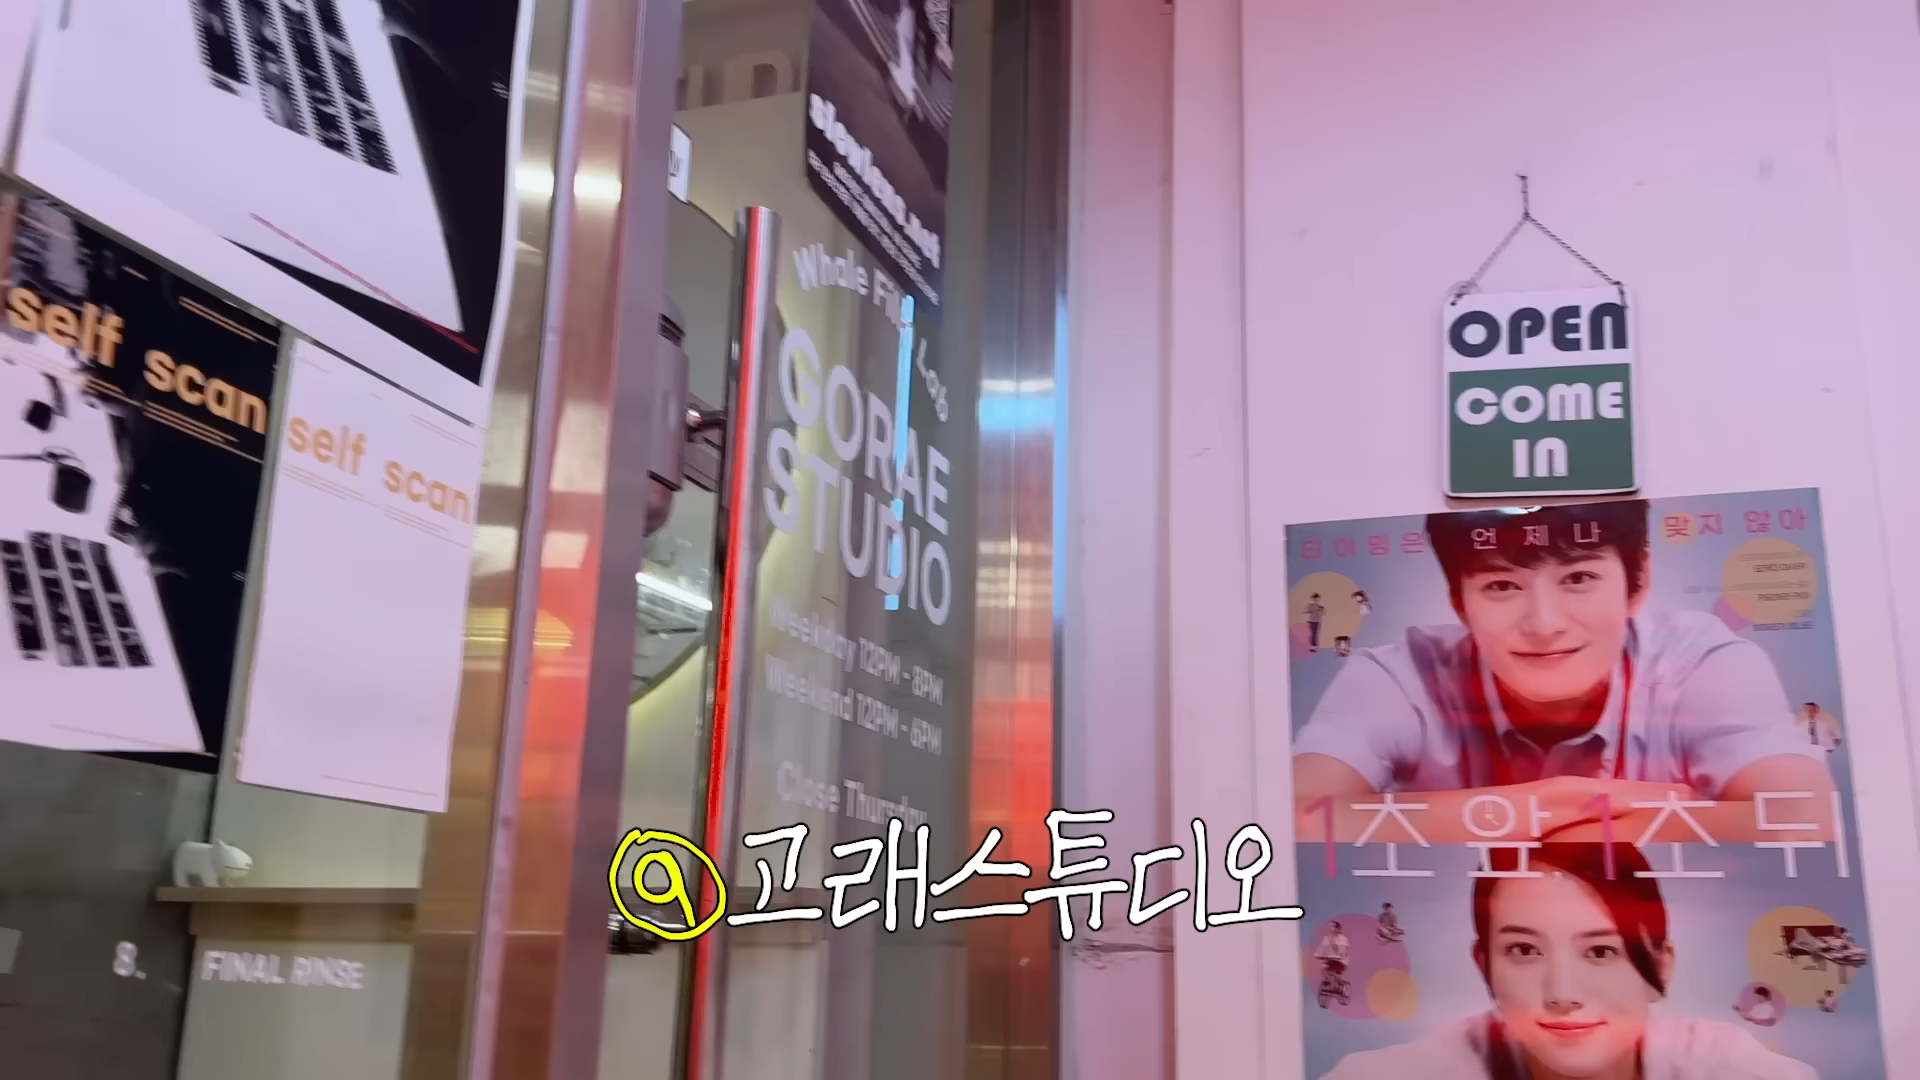 self scan
self scan
8. FINAL RINSE
slowlens.net
Whale Film Lab
GORAE
STUDIO
Weekday 12PM - 8PM
Weekend 12PM - 6PM
Close Thursday
OPEN
COME
IN
타이밍은 언제나 맞지 않아
1초 앞, 1초 뒤
@고래스튜디오